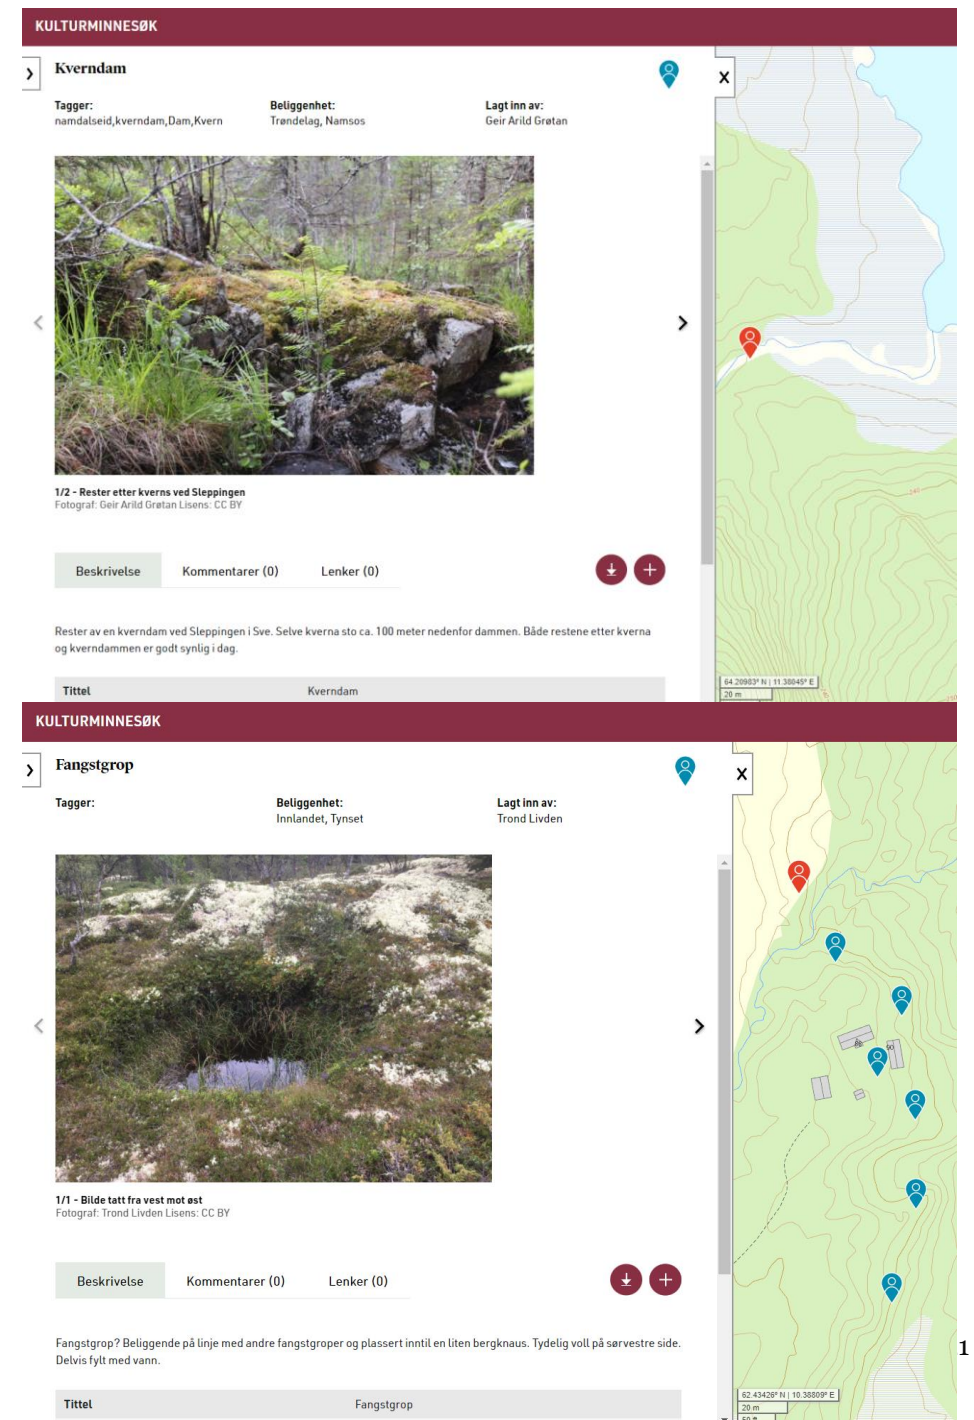 KULTURMINNESØK
Kverndam
Tagger:
namdalseid,kverndam,Dam,Kvern
Beliggenhet:
Trøndelag, Namsos
Lagt inn av:
Geir Arild Grøtan
1/2 - Rester etter kverns ved Sleppingen
Fotograf: Geir Arild Grøtan Lisens: CC BY
Beskrivelse
Kommentarer (0)
Lenker (0)
Rester av en kverndam ved Sleppingen i Sve. Selve kverna sto ca. 100 meter nedenfor dammen. Både restene etter kverna
og kverndammen er godt synlig i dag.
Tittel
Kverndam
240
64.20983° N | 11.38045° E
20 m
KULTURMINNESØK
Fangstgrop
Tagger:
Beliggenhet:
Innlandet, Tynset
Lagt inn av:
Trond Livden
1/1 - Bilde tatt fra vest mot øst
Fotograf: Trond Livden Lisens: CC BY
Beskrivelse
Kommentarer (0)
Lenker (0)
Fangstgrop? Beliggende på linje med andre fangstgroper og plassert inntil en liten bergknaus. Tydelig voll på sørvestre side.
Delvis fylt med vann.
Tittel
Fangstgrop
90
62.43426° N | 10.38809° E
20 m
50 ft
1